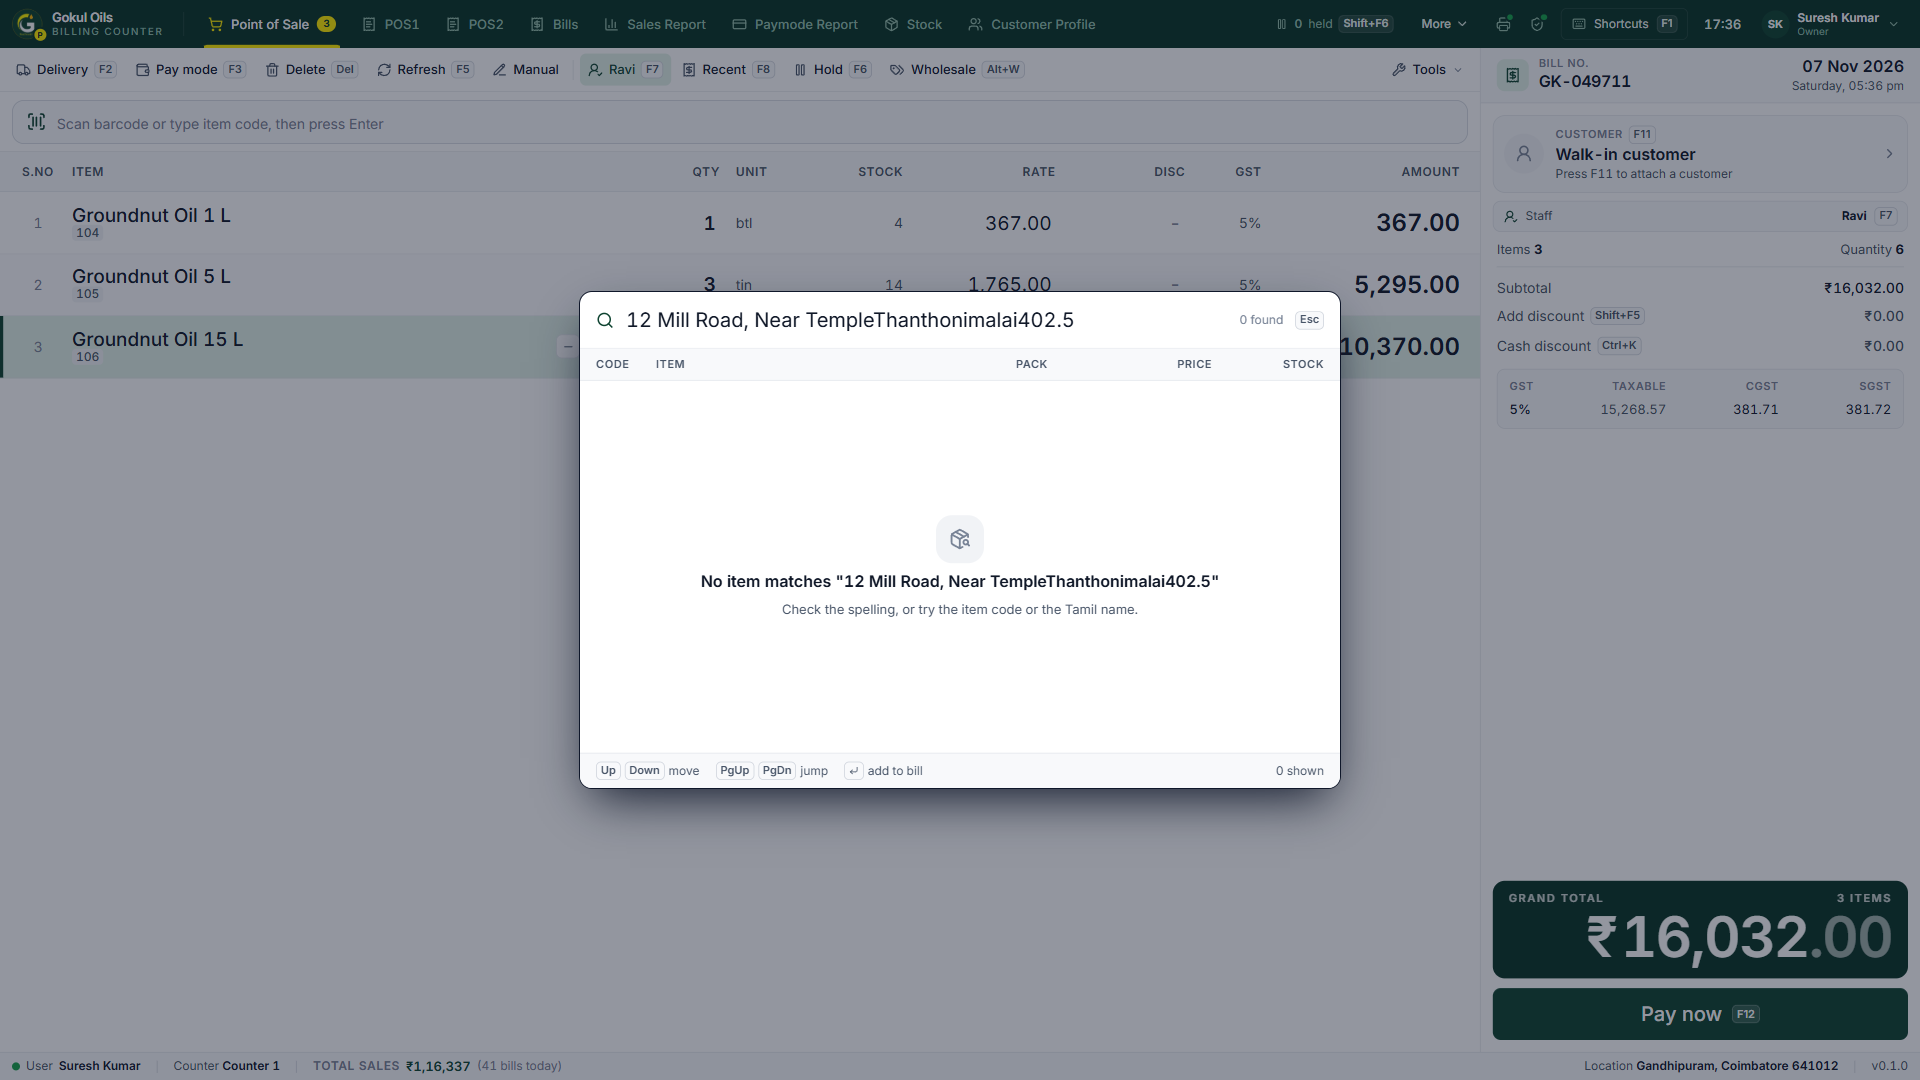 Gokul Oils
BILLING COUNTER
Point of Sale 3
POS1
POS2
Bills
Sales Report
Paymode Report
Stock
Customer Profile
0 held Shift+F6
More
Shortcuts F1
17:36
SK
Suresh Kumar
Owner
Delivery F2
Pay mode F3
Delete Del
Refresh F5
Manual
Ravi F7
Recent F8
Hold F6
Wholesale Alt+W
Tools
BILL NO.
GK-049711
07 Nov 2026
Saturday, 05:36 pm
Scan barcode or type item code, then press Enter
S.NO ITEM QTY UNIT STOCK RATE DISC GST AMOUNT
1 Groundnut Oil 1 L 1 btl 4 367.00 – 5% 367.00
104
2 Groundnut Oil 5 L 3 tin 14 1,765.00 – 5% 5,295.00
105
3 Groundnut Oil 15 L – 10,370.00
106
CUSTOMER F11
Walk-in customer
Press F11 to attach a customer
Staff Ravi F7
Items 3 Quantity 6
Subtotal ₹16,032.00
Add discount Shift+F5 ₹0.00
Cash discount Ctrl+K ₹0.00
GST TAXABLE CGST SGST
5% 15,268.57 381.71 381.72
12 Mill Road, Near TempleThanthonimalai402.5
0 found Esc
CODE ITEM PACK PRICE STOCK
No item matches "12 Mill Road, Near TempleThanthonimalai402.5"
Check the spelling, or try the item code or the Tamil name.
Up Down move PgUp PgDn jump ↵ add to bill 0 shown
GRAND TOTAL 3 ITEMS
₹16,032.00
Pay now F12
User Suresh Kumar
Counter Counter 1
TOTAL SALES ₹1,16,337 (41 bills today)
Location Gandhipuram, Coimbatore 641012
v0.1.0